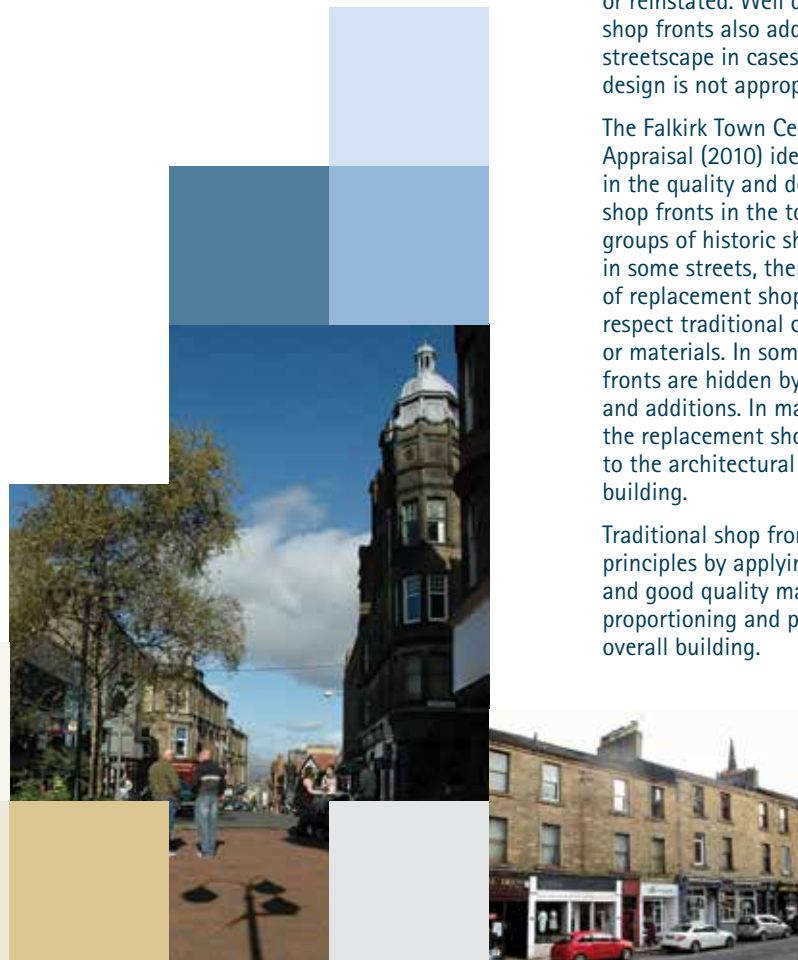 or reinstated. Well
shop fronts also add
streetscape in cases
design is not approp
The Falkirk Town Ce
Appraisal (2010) ide
in the quality and d
shop fronts in the to
groups of historic sh
in some streets, ther
of replacement shop
respect traditional
or materials. In som
fronts are hidden by
and additions. In ma
the replacement sho
to the architectural
building.
Traditional shop fron
principles by applyin
and good quality ma
proportioning and p
overall building.